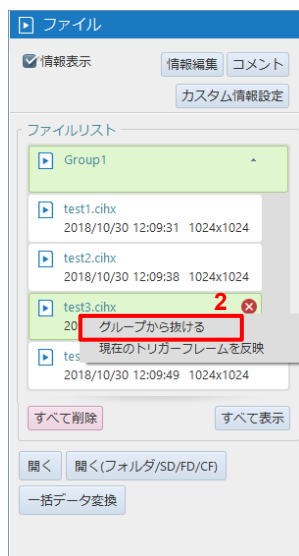 ファイル
情報表示
情報編集 コメント
カスタム情報設定
ファイルリスト
Group1
test1.cihx
2018/10/30 12:09:31 1024x1024
test2.cihx
2018/10/30 12:09:38 1024x1024
test3.cihx 2
20
グループから抜ける
現在のトリガーフレームを反映
tes
2018/10/30 12:09:49 1024x1024
すべて削除 すべて表示
開く 開く(フォルダ/SD/FD/CF)
一括データ変換